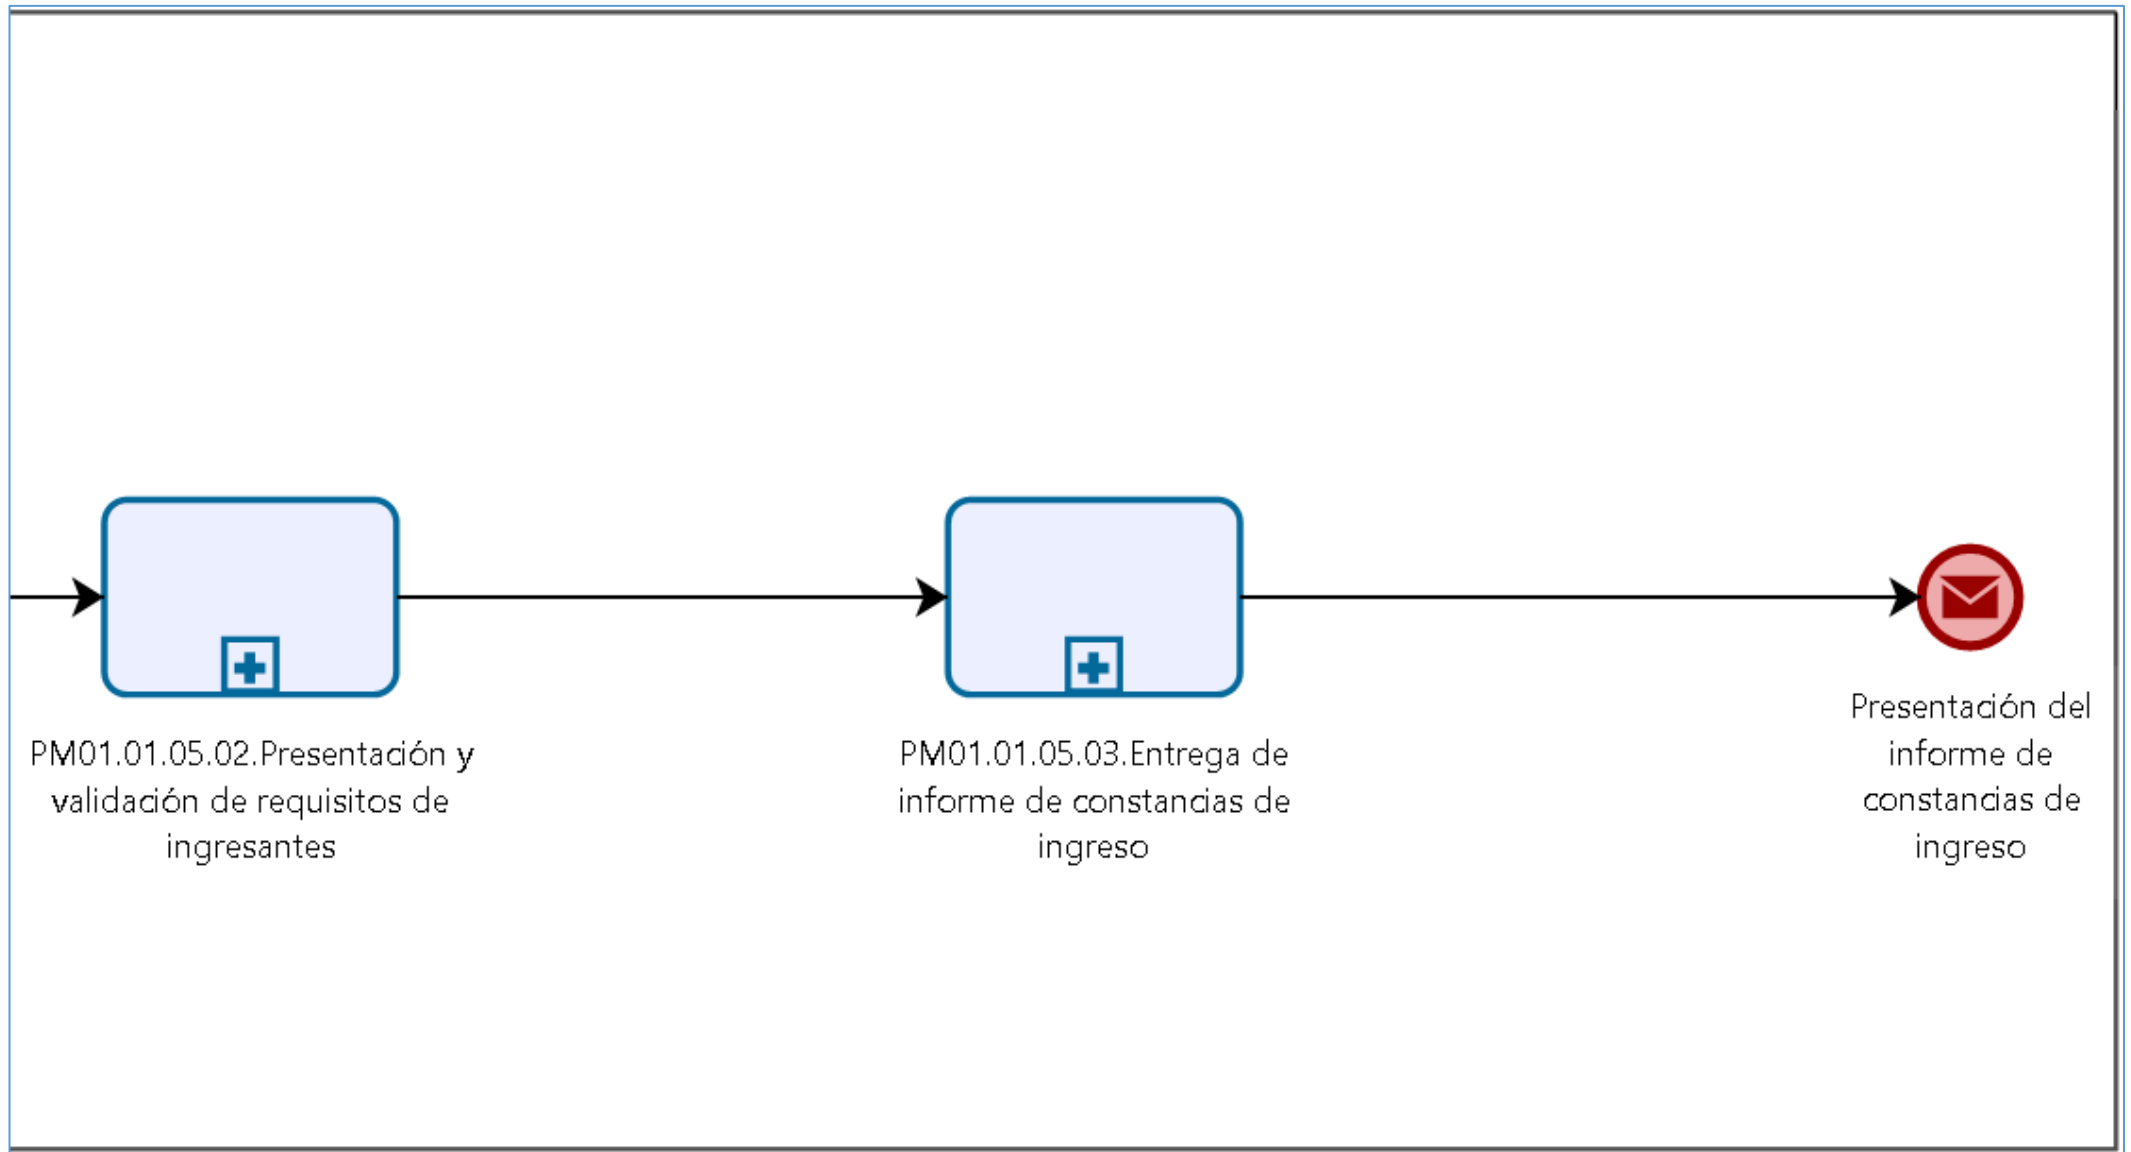 PM01.01.05.02.Presentación y
validación de requisitos de
ingresantes
PM01.01.05.03.Entrega de
informe de constancias de
ingreso
Presentación del
informe de
constancias de
ingreso